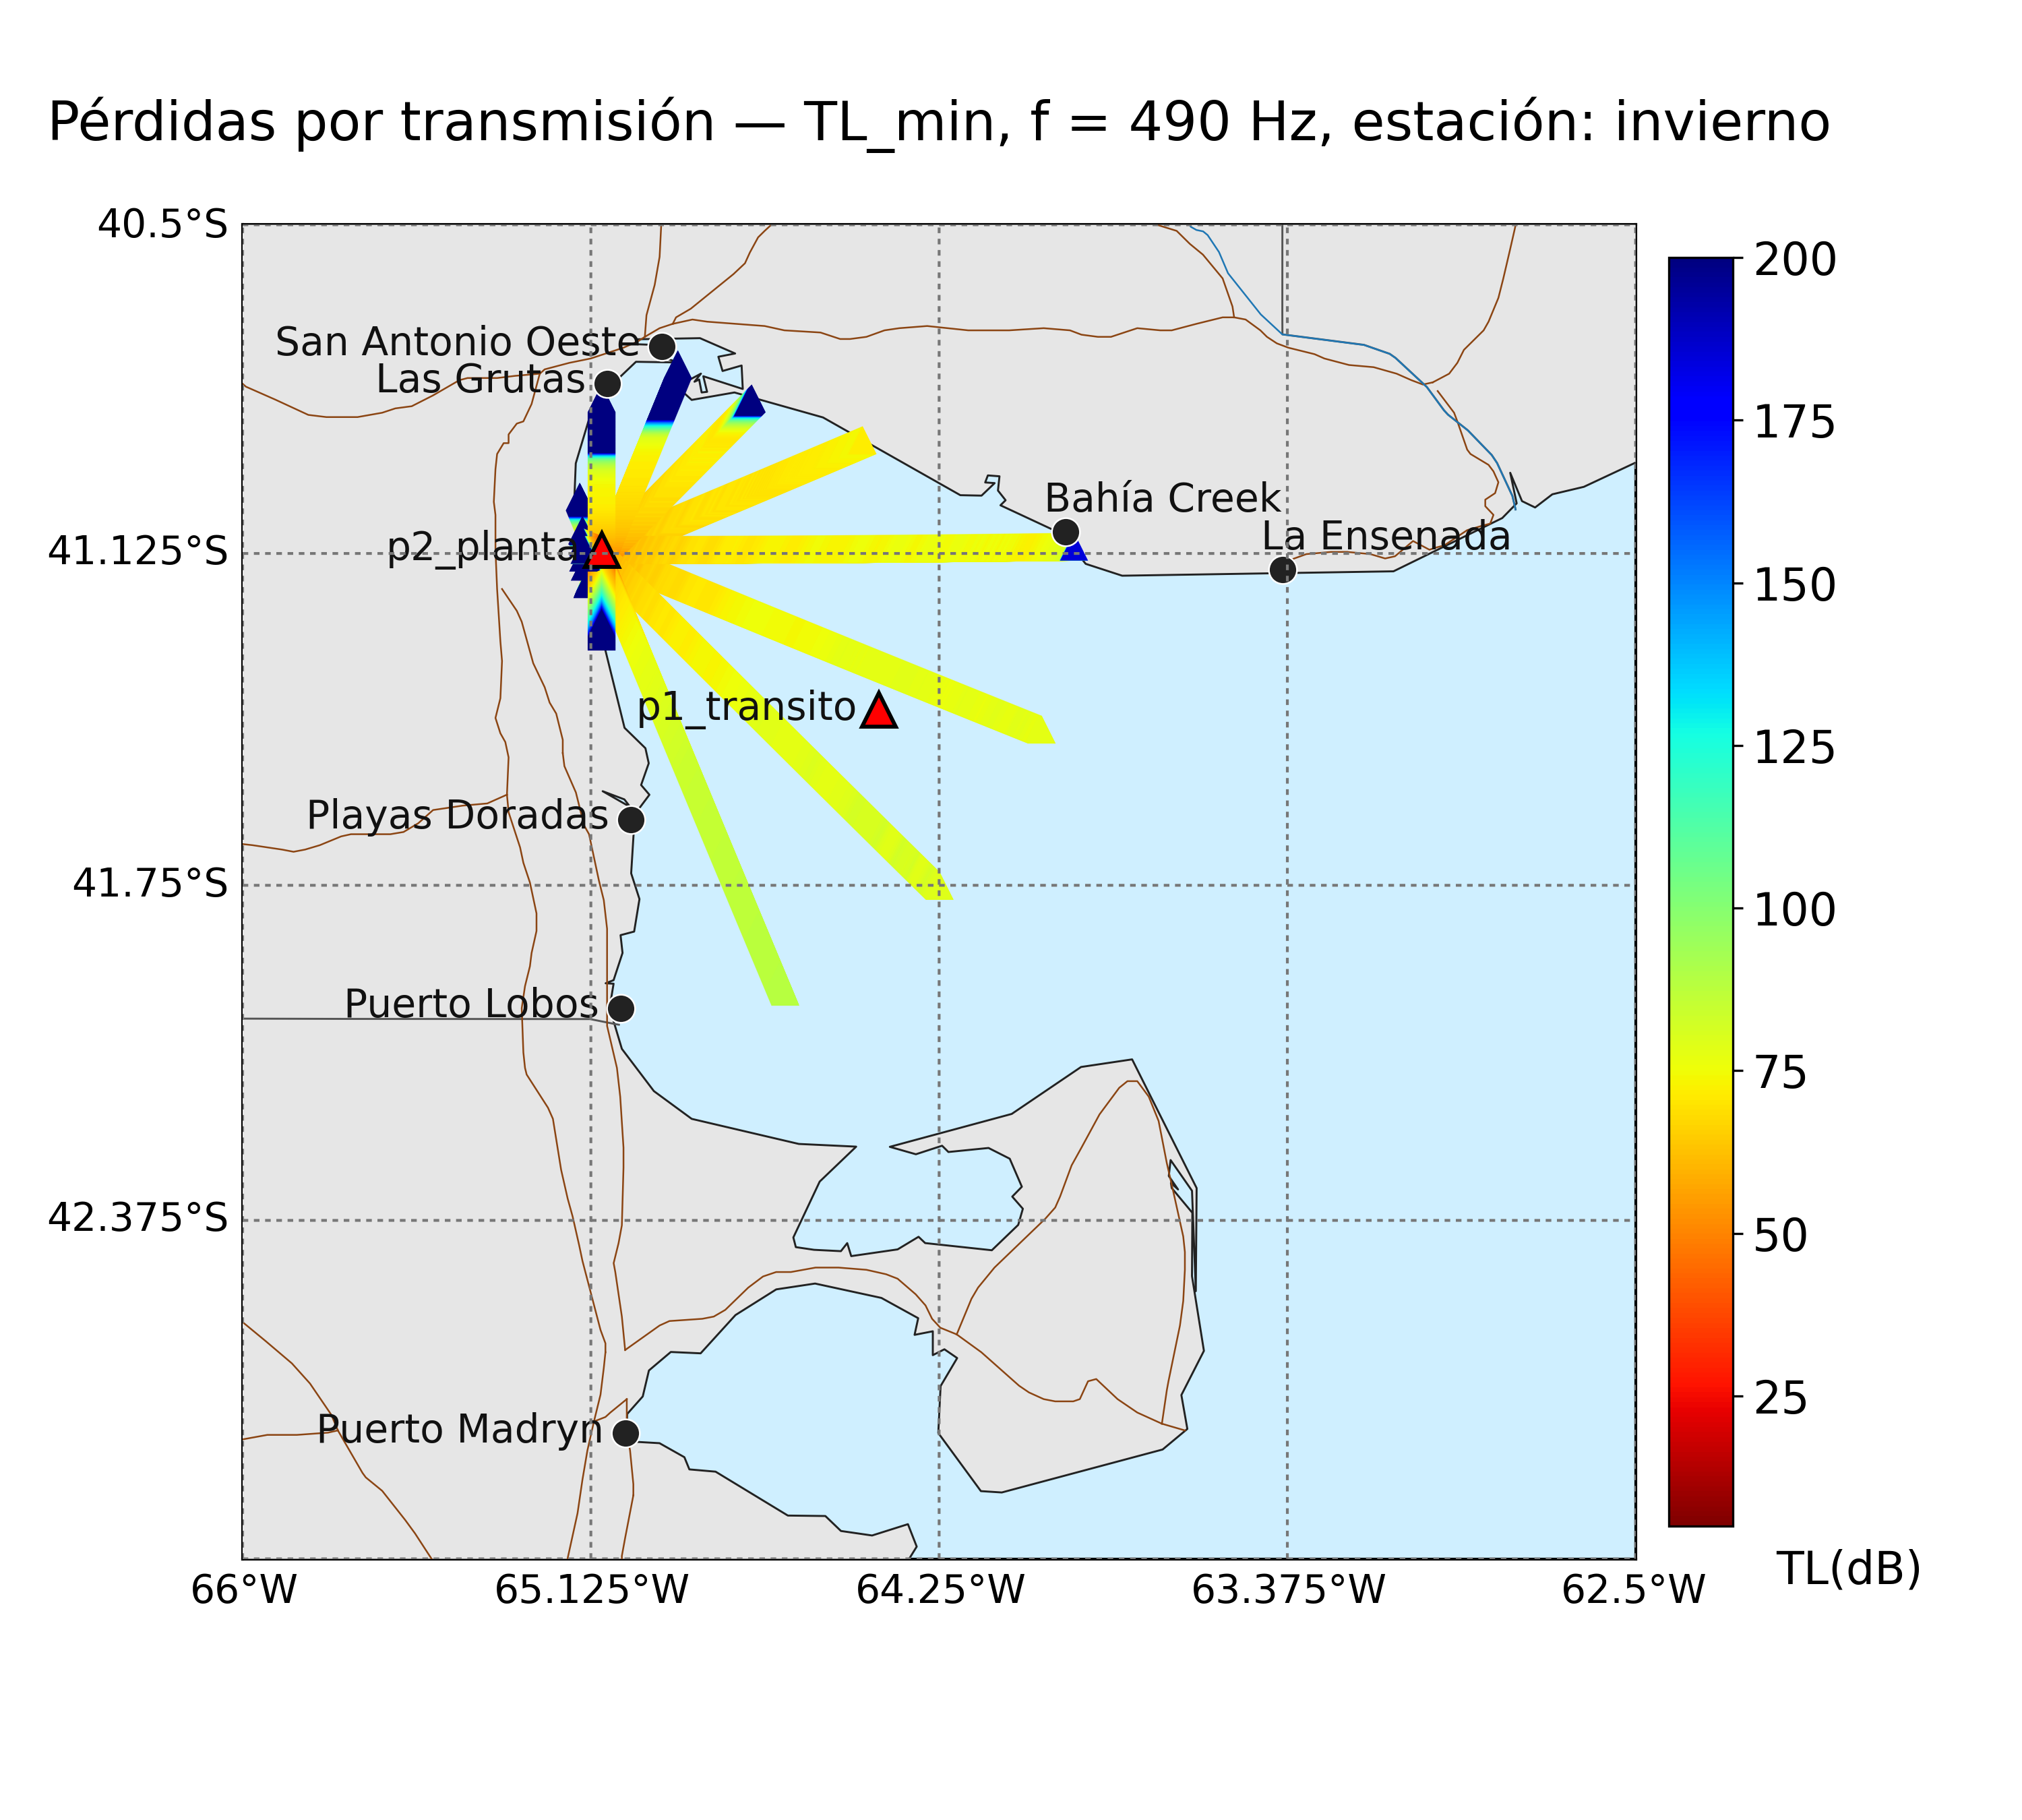 Pérdidas por transmisión — TL_min, f = 490 Hz, estación: invierno
40.5°S
200
San Antonio Oeste
Las Grutas
175
Bahía Creek
La Ensenada
p2_planta
41.125°S
150
p1_transito
125
Playas Doradas
41.75°S
100
Puerto Lobos
75
42.375°S
50
25
Puerto Madryn
TL(dB)
66°W 65.125°W 64.25°W 63.375°W 62.5°W